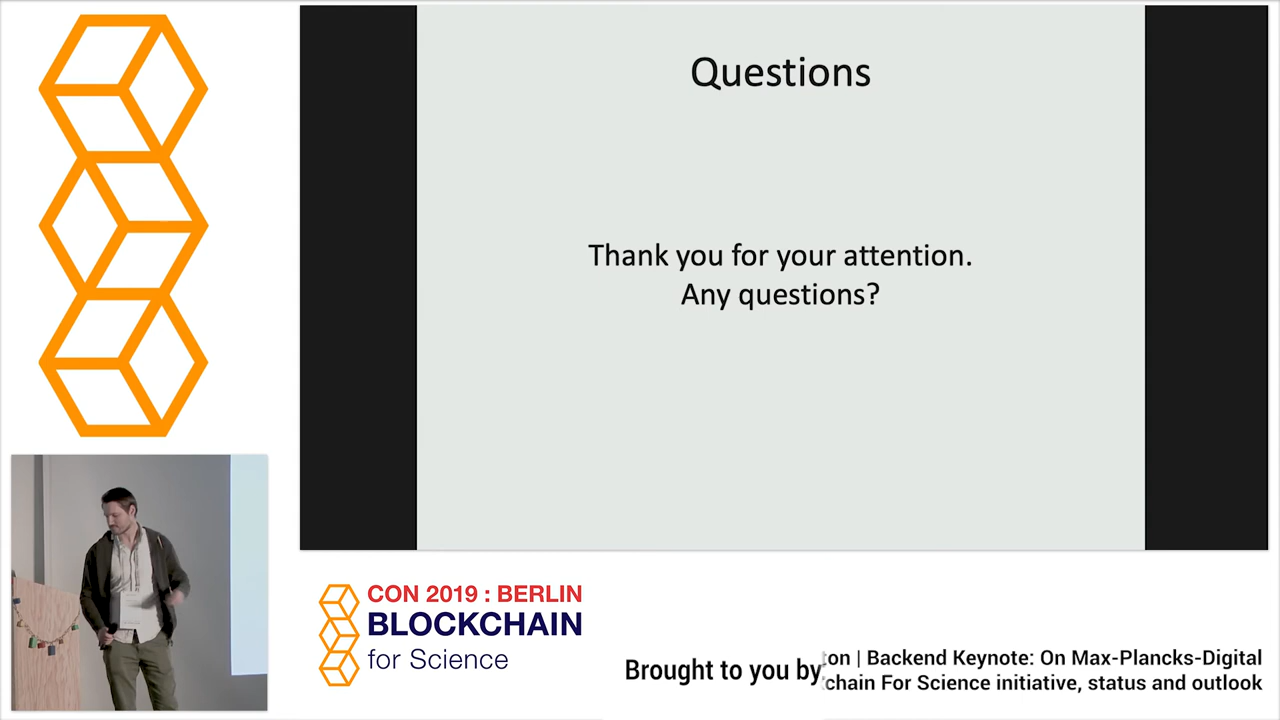 Questions
Thank you for your attention.
Any questions?
CON 2019 : BERLIN
BLOCKCHAIN
for Science
Brought to you by
ton | Backend Keynote: On Max-Plancks-Digital
chain For Science initiative, status and outlook